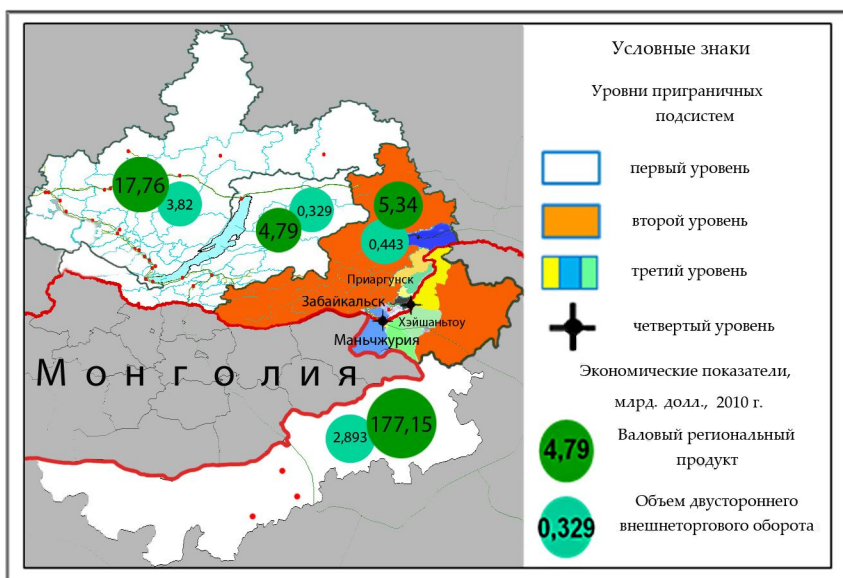 17,76
3,82
0,329
4,79
5,34
0,443
Приаргунск
Забайкальск
Хэйшаньтоу
Маньчжурия
Монголия
2,893
177,15
Условные знаки
Уровни приграничных
подсистем
первый уровень
второй уровень
третий уровень
четвертый уровень
Экономические показатели,
млрд. долл., 2010 г.
4,79
Валовый региональный
продукт
0,329
Объем двустороннего
внешнеторгового оборота